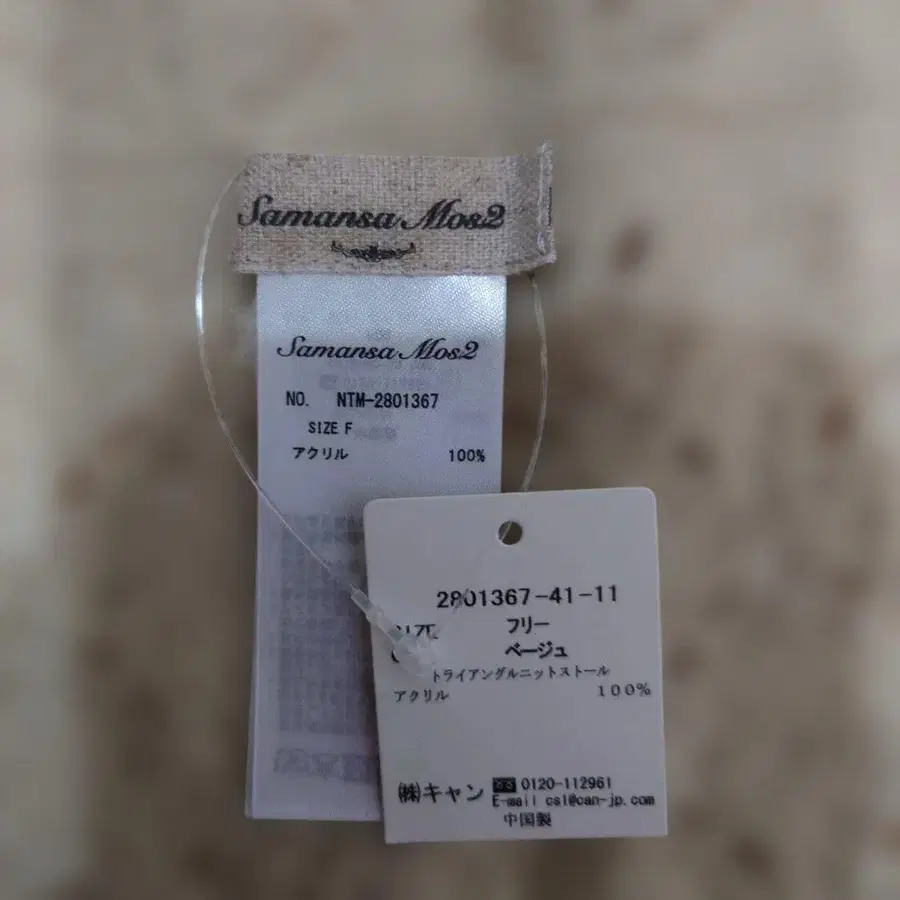 Samansa Mos2
Samansa Mos2
NO. NTM-2801367
SIZE F
アクリル 100%
2801367-41-11
SIZE フリー
ベージュ
トライアングルニットストール
アクリル 100%
㈱キャン 0120-112961
E-mail csl@can-jp.com
中国製